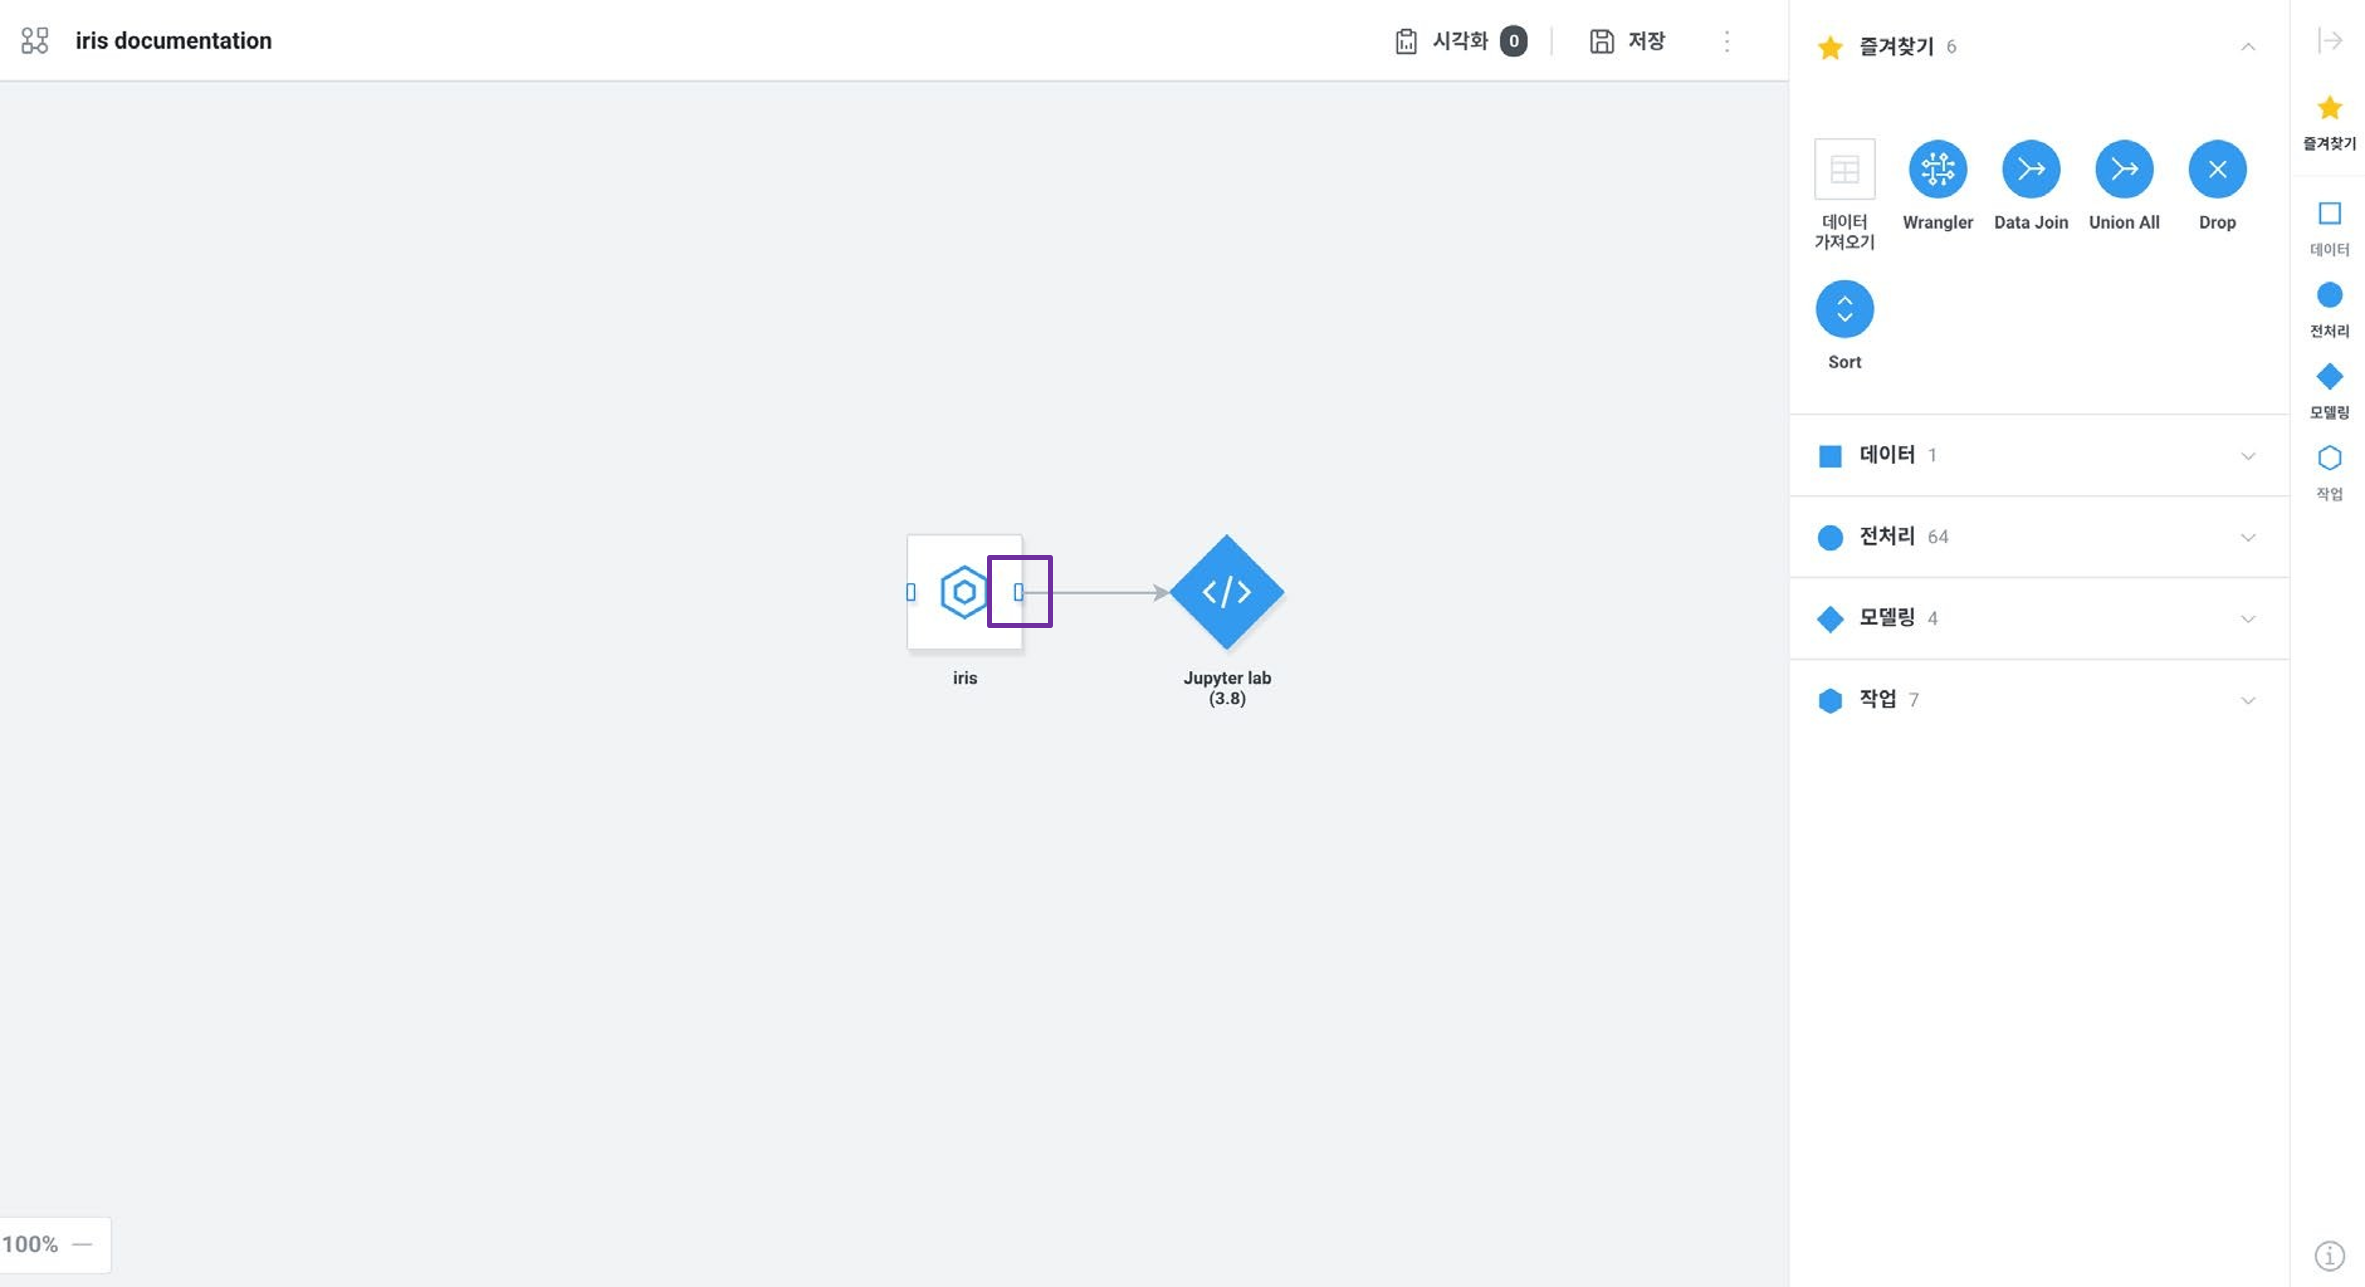 iris documentation
시각화 0
저장
즐겨찾기 6
데이터
가져오기
Wrangler
Data Join
Union All
Drop
Sort
데이터 1
전처리 64
모델링 4
작업 7
즐겨찾기
데이터
전처리
모델링
작업
iris
Jupyter lab
(3.8)
100%